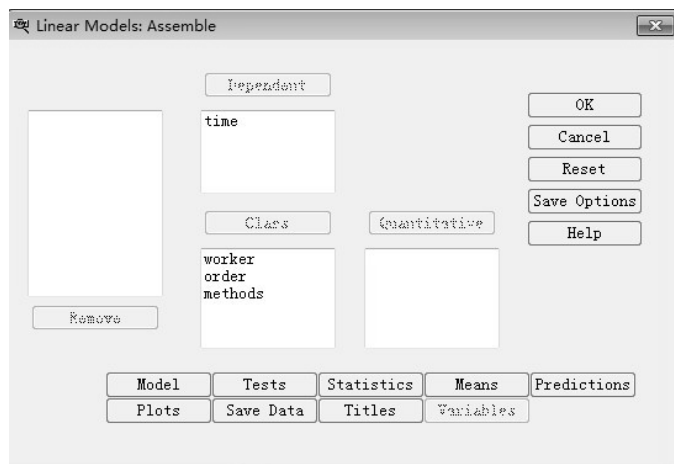 Linear Models: Assemble
Dependent
time
OK
Cancel
Reset
Save Options
Class
Quantitative
Help
worker
order
methods
Remove
Model Tests Statistics Means Predictions
Plots Save Data Titles Variables